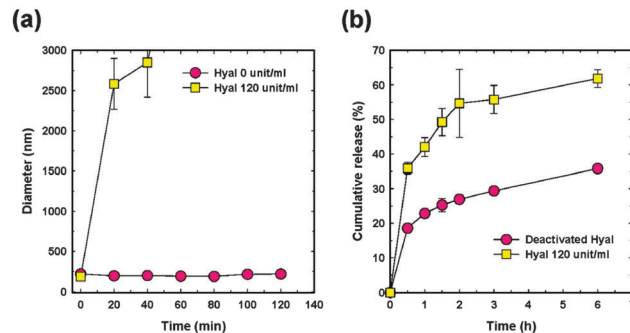 (a)
3000
2500
2000
1500
1000
500
250
0
Diameter (nm)
Hyal 0 unit/ml
Hyal 120 unit/ml
0 20 40 60 80 100 120 140
Time (min)
(b)
70
60
50
40
30
20
10
0
Cumulative release (%)
Deactivated Hyal
Hyal 120 unit/ml
0 1 2 3 4 5 6
Time (h)